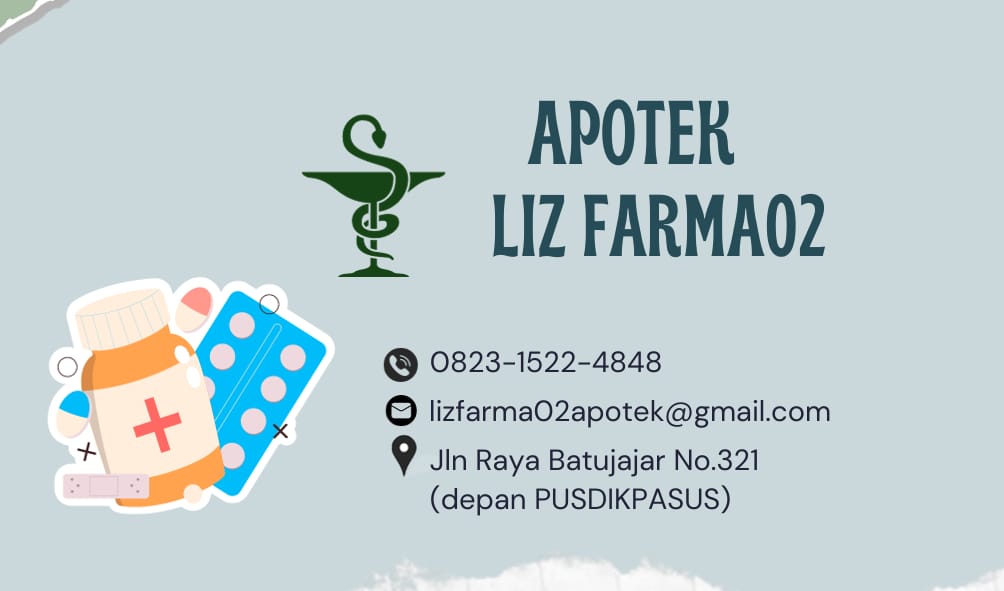 APOTEK
LIZ FARMA02
0823-1522-4848
lizfarma02apotek@gmail.com
Jln Raya Batujajar No.321
(depan PUSDIKPASUS)